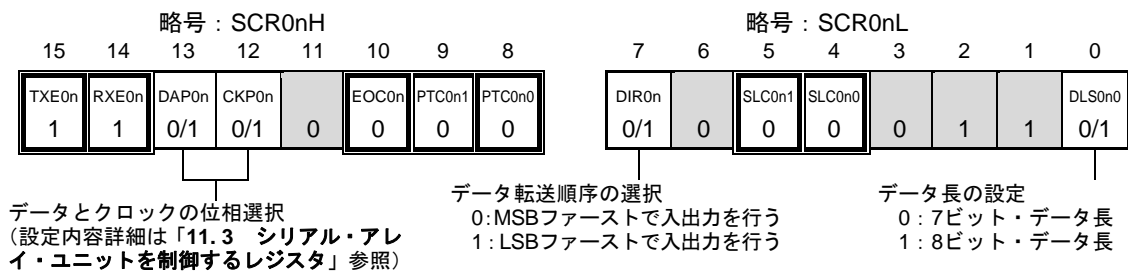 略号：SCR0nH
略号：SCR0nL
15 14 13 12 11 10 9 8
7 6 5 4 3 2 1 0
TXE0n RXE0n DAP0n CKP0n EOC0n PTC0n1 PTC0n0
DIR0n SLC0n1 SLC0n0 DLS0n0
1 1 0/1 0/1 0 0 0 0
0/1 0 0 0 0 1 1 0/1
データとクロックの位相選択
（設定内容詳細は「11.3　シリアル・アレ
イ・ユニットを制御するレジスタ」参照）
データ転送順序の選択
0：MSBファーストで入出力を行う
1：LSBファーストで入出力を行う
データ長の設定
0：7ビット・データ長
1：8ビット・データ長